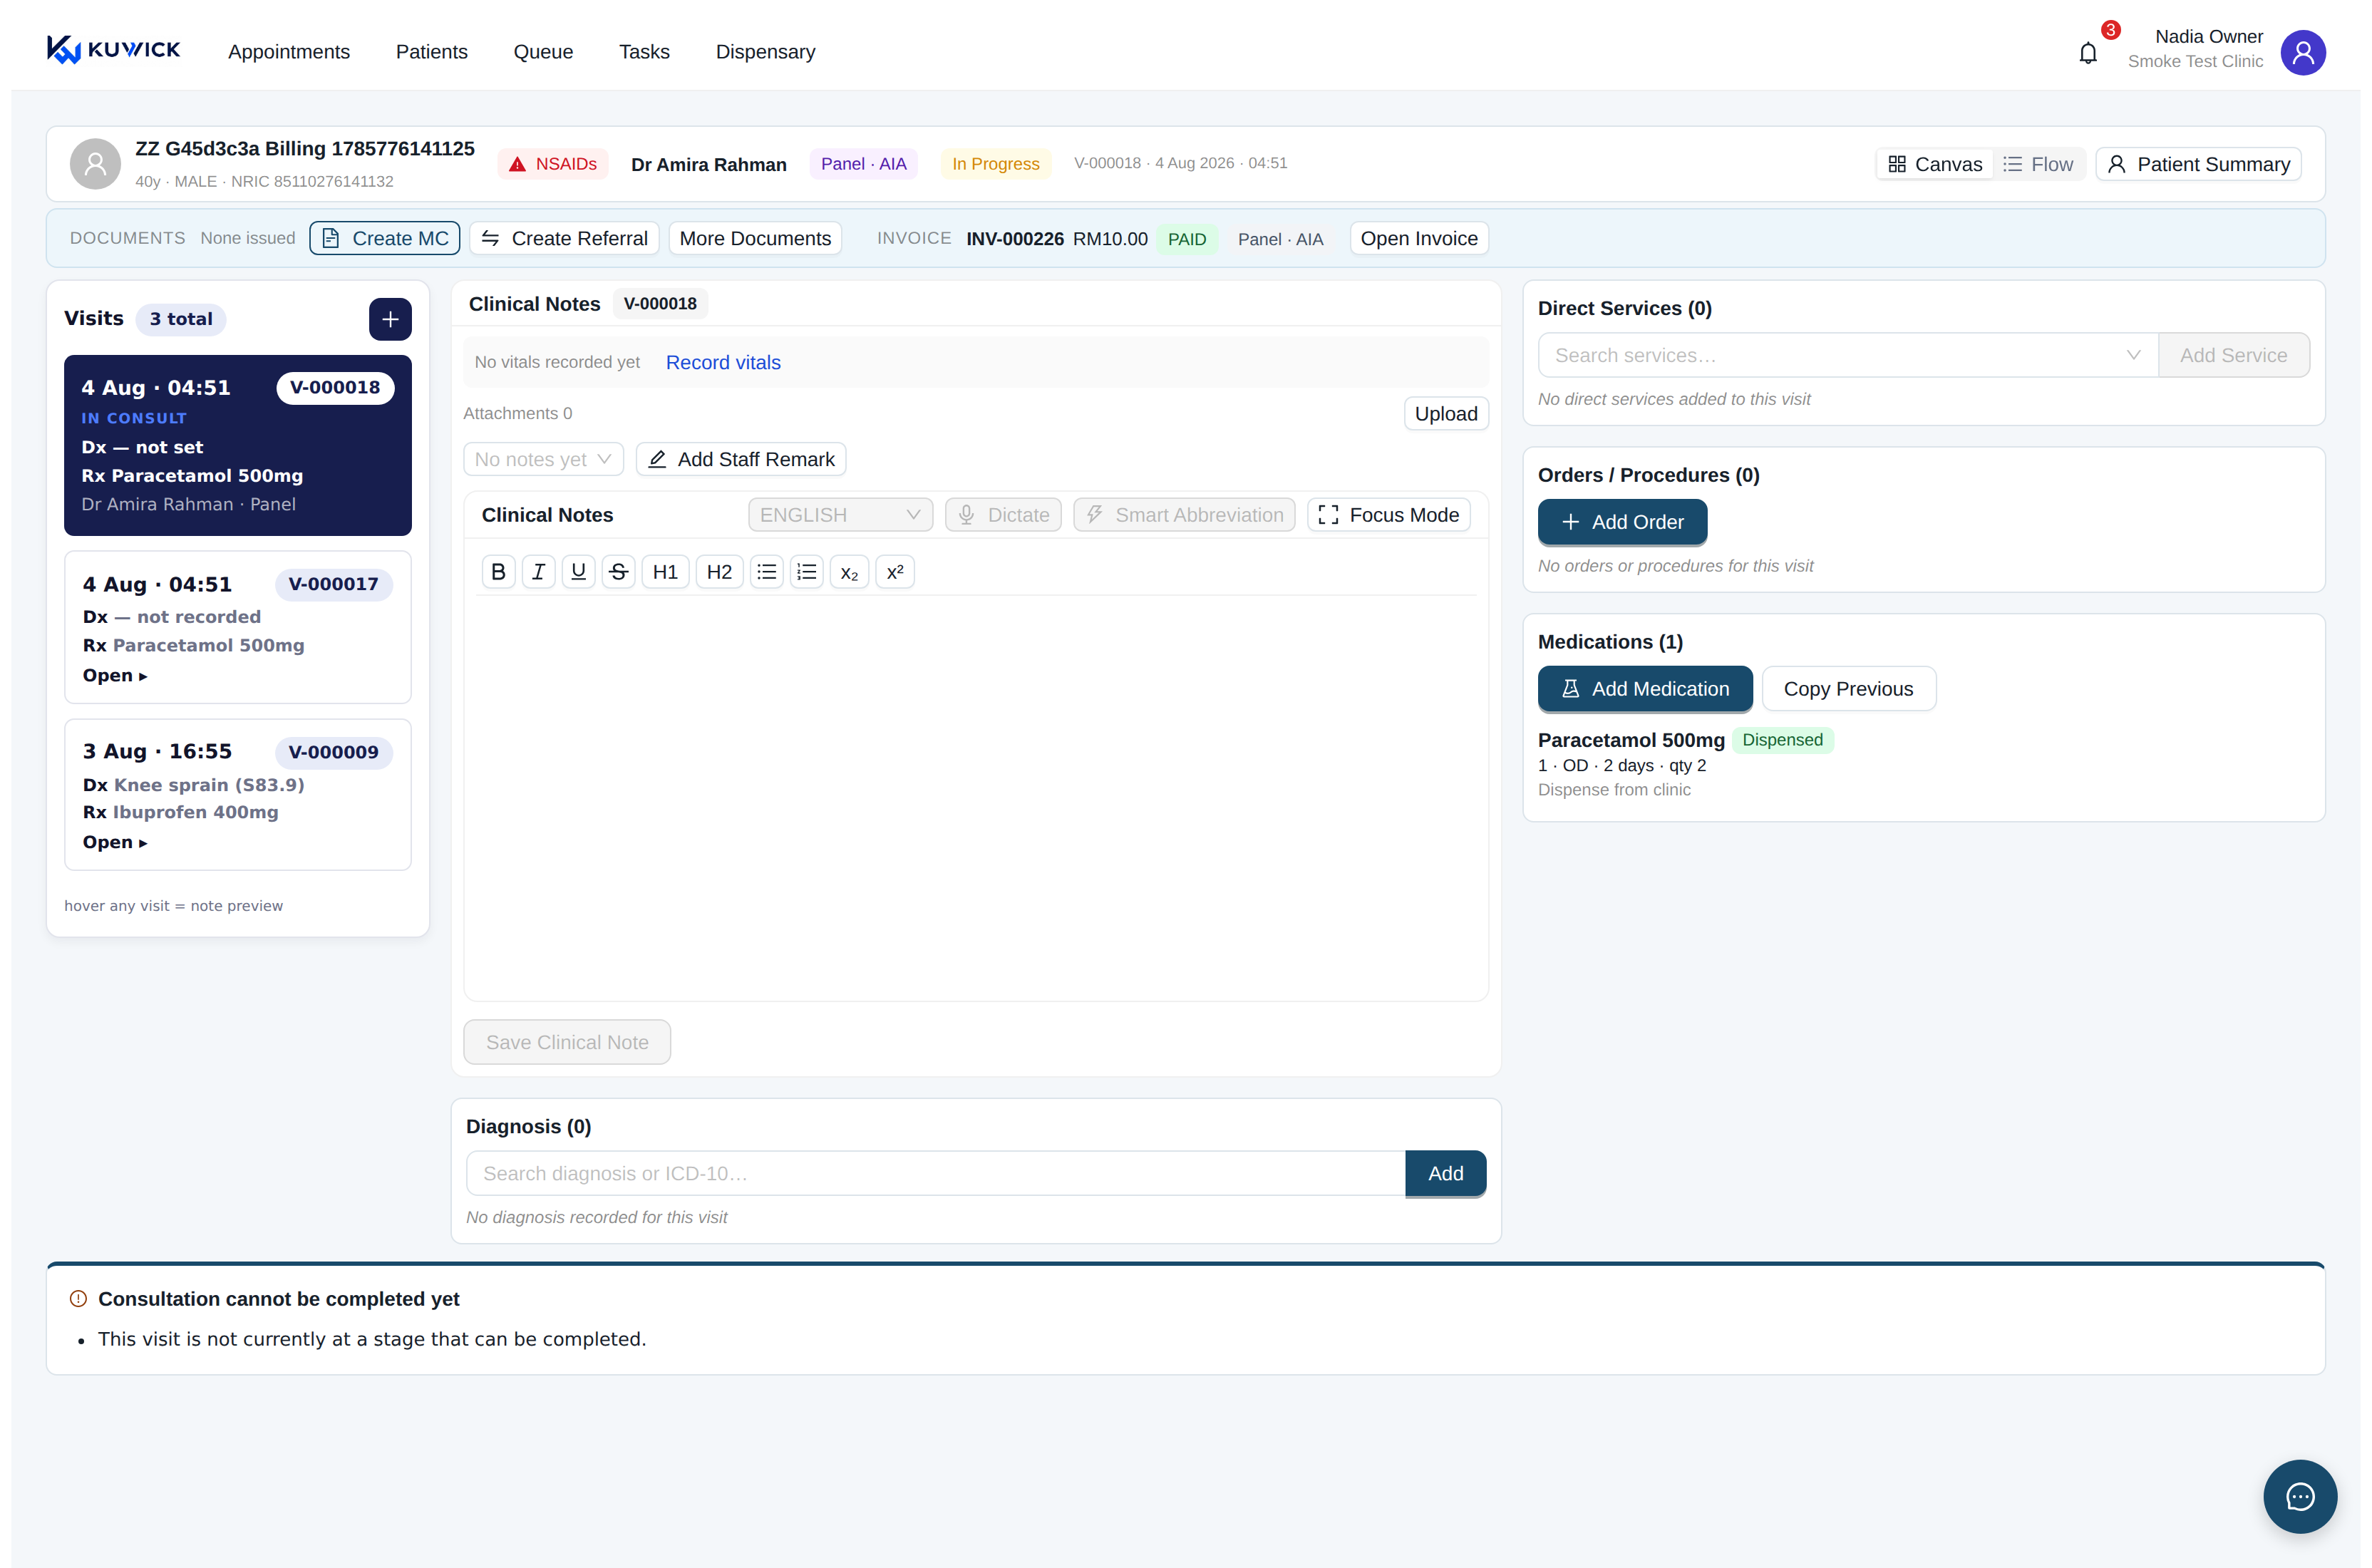 KUWICK
Appointments
Patients
Queue
Tasks
Dispensary
3
Nadia Owner
Smoke Test Clinic
ZZ G45d3c3a Billing 1785776141125
40y · MALE · NRIC 85110276141132
NSAIDs
Dr Amira Rahman
Panel · AIA
In Progress
V-000018 · 4 Aug 2026 · 04:51
Canvas
Flow
Patient Summary
DOCUMENTS
None issued
Create MC
Create Referral
More Documents
INVOICE
INV-000226
RM10.00
PAID
Panel · AIA
Open Invoice
Visits
3 total
4 Aug · 04:51
V-000018
IN CONSULT
Dx — not set
Rx Paracetamol 500mg
Dr Amira Rahman · Panel
4 Aug · 04:51
V-000017
Dx — not recorded
Rx Paracetamol 500mg
Open ▸
3 Aug · 16:55
V-000009
Dx Knee sprain (S83.9)
Rx Ibuprofen 400mg
Open ▸
hover any visit = note preview
Clinical Notes
V-000018
No vitals recorded yet
Record vitals
Attachments 0
Upload
No notes yet
Add Staff Remark
Clinical Notes
ENGLISH
Dictate
Smart Abbreviation
Focus Mode
B
I
U
S
H1
H2
x₂
x²
Save Clinical Note
Diagnosis (0)
Search diagnosis or ICD-10…
Add
No diagnosis recorded for this visit
Direct Services (0)
Search services…
Add Service
No direct services added to this visit
Orders / Procedures (0)
Add Order
No orders or procedures for this visit
Medications (1)
Add Medication
Copy Previous
Paracetamol 500mg
Dispensed
1 · OD · 2 days · qty 2
Dispense from clinic
Consultation cannot be completed yet
• This visit is not currently at a stage that can be completed.